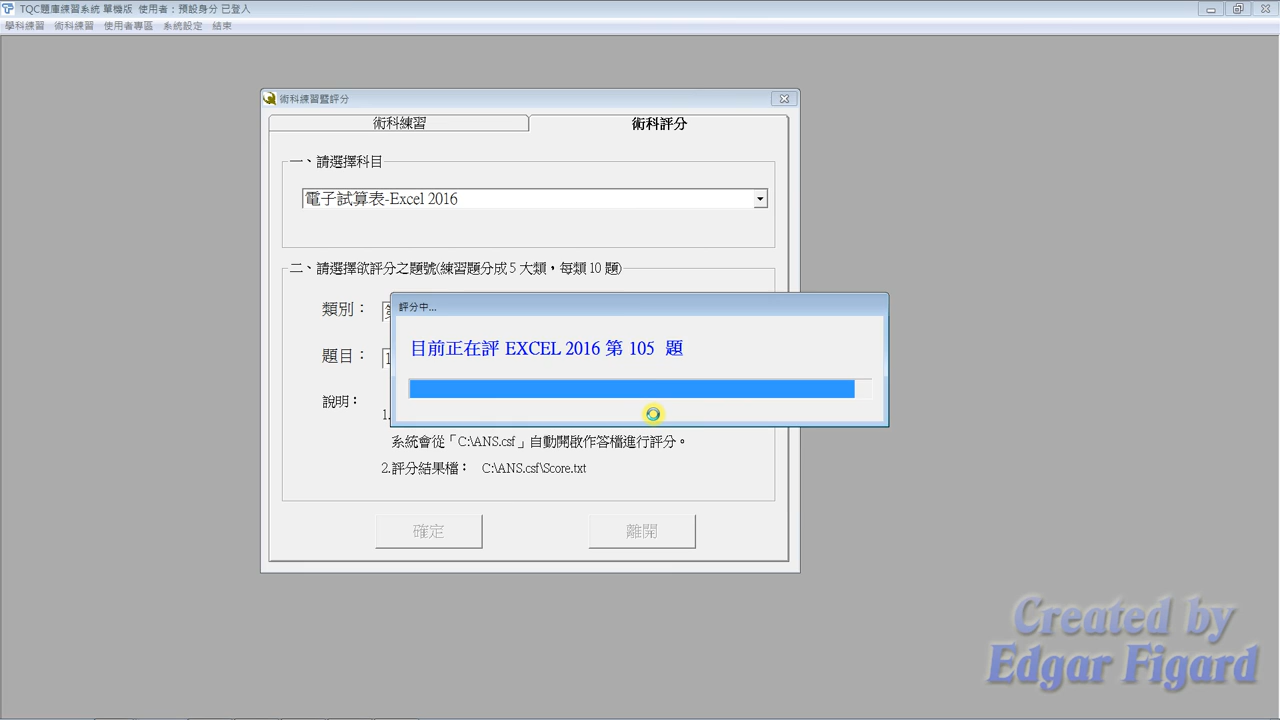 TQC題庫練習系統 單機版 使用者：預設身分 已登入
學科練習 術科練習 使用者專區 系統設定 結束
術科練習暨評分
術科練習 術科評分
一、請選擇科目
電子試算表-Excel 2016
二、請選擇欲評分之題號(練習題分成 5 大類，每類 10 題)
類別：
評分中...
目前正在評 EXCEL 2016 第 105 題
題目：
說明：
1.
系統會從「C:\ANS.csf」自動開啟作答檔進行評分。
2.評分結果檔： C:\ANS.csf\Score.txt
確定 離開
Created by
Edgar Figard